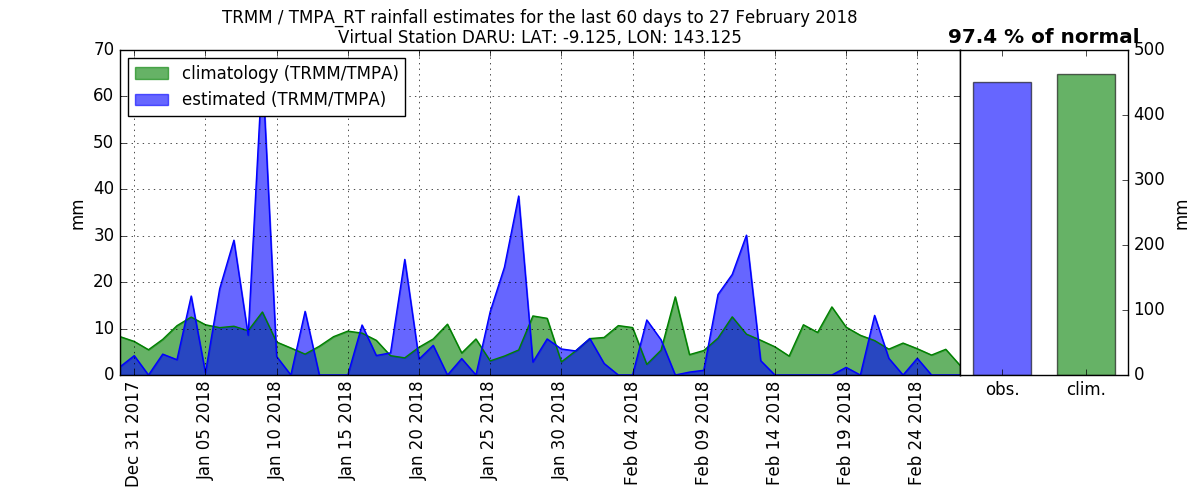 TRMM / TMPA_RT rainfall estimates for the last 60 days to 27 February 2018
Virtual Station DARU: LAT: -9.125, LON: 143.125
97.4 % of normal
climatology (TRMM/TMPA)
estimated (TRMM/TMPA)
70
60
50
40
30
20
10
0
mm
Dec 31 2017
Jan 05 2018
Jan 10 2018
Jan 15 2018
Jan 20 2018
Jan 25 2018
Jan 30 2018
Feb 04 2018
Feb 09 2018
Feb 14 2018
Feb 19 2018
Feb 24 2018
obs.
clim.
500
400
300
200
100
0
mm